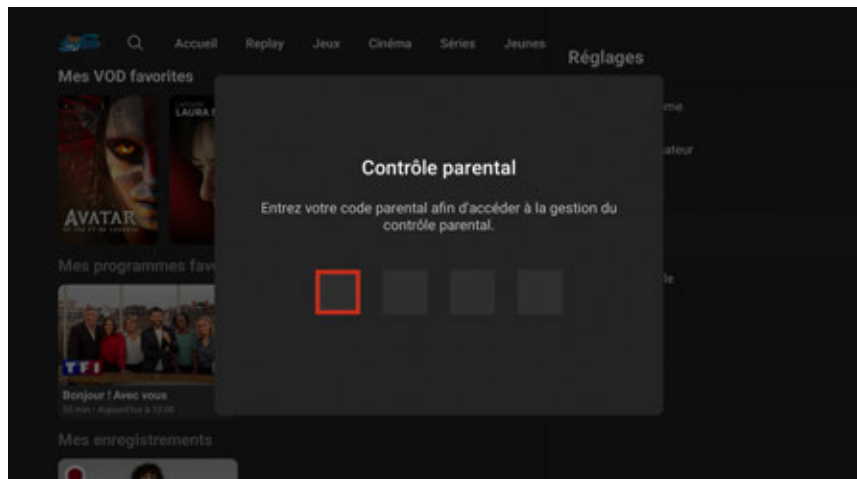 Accueil Replay Jeux Cinéma Séries Jeunes
Réglages
Mes VOD favorites
LAURA
AVATAR
Contrôle parental
Entrez votre code parental afin d'accéder à la gestion du
contrôle parental.
Mes programmes fav
TF1
Bonjour ! Avec vous
Mes enregistrements